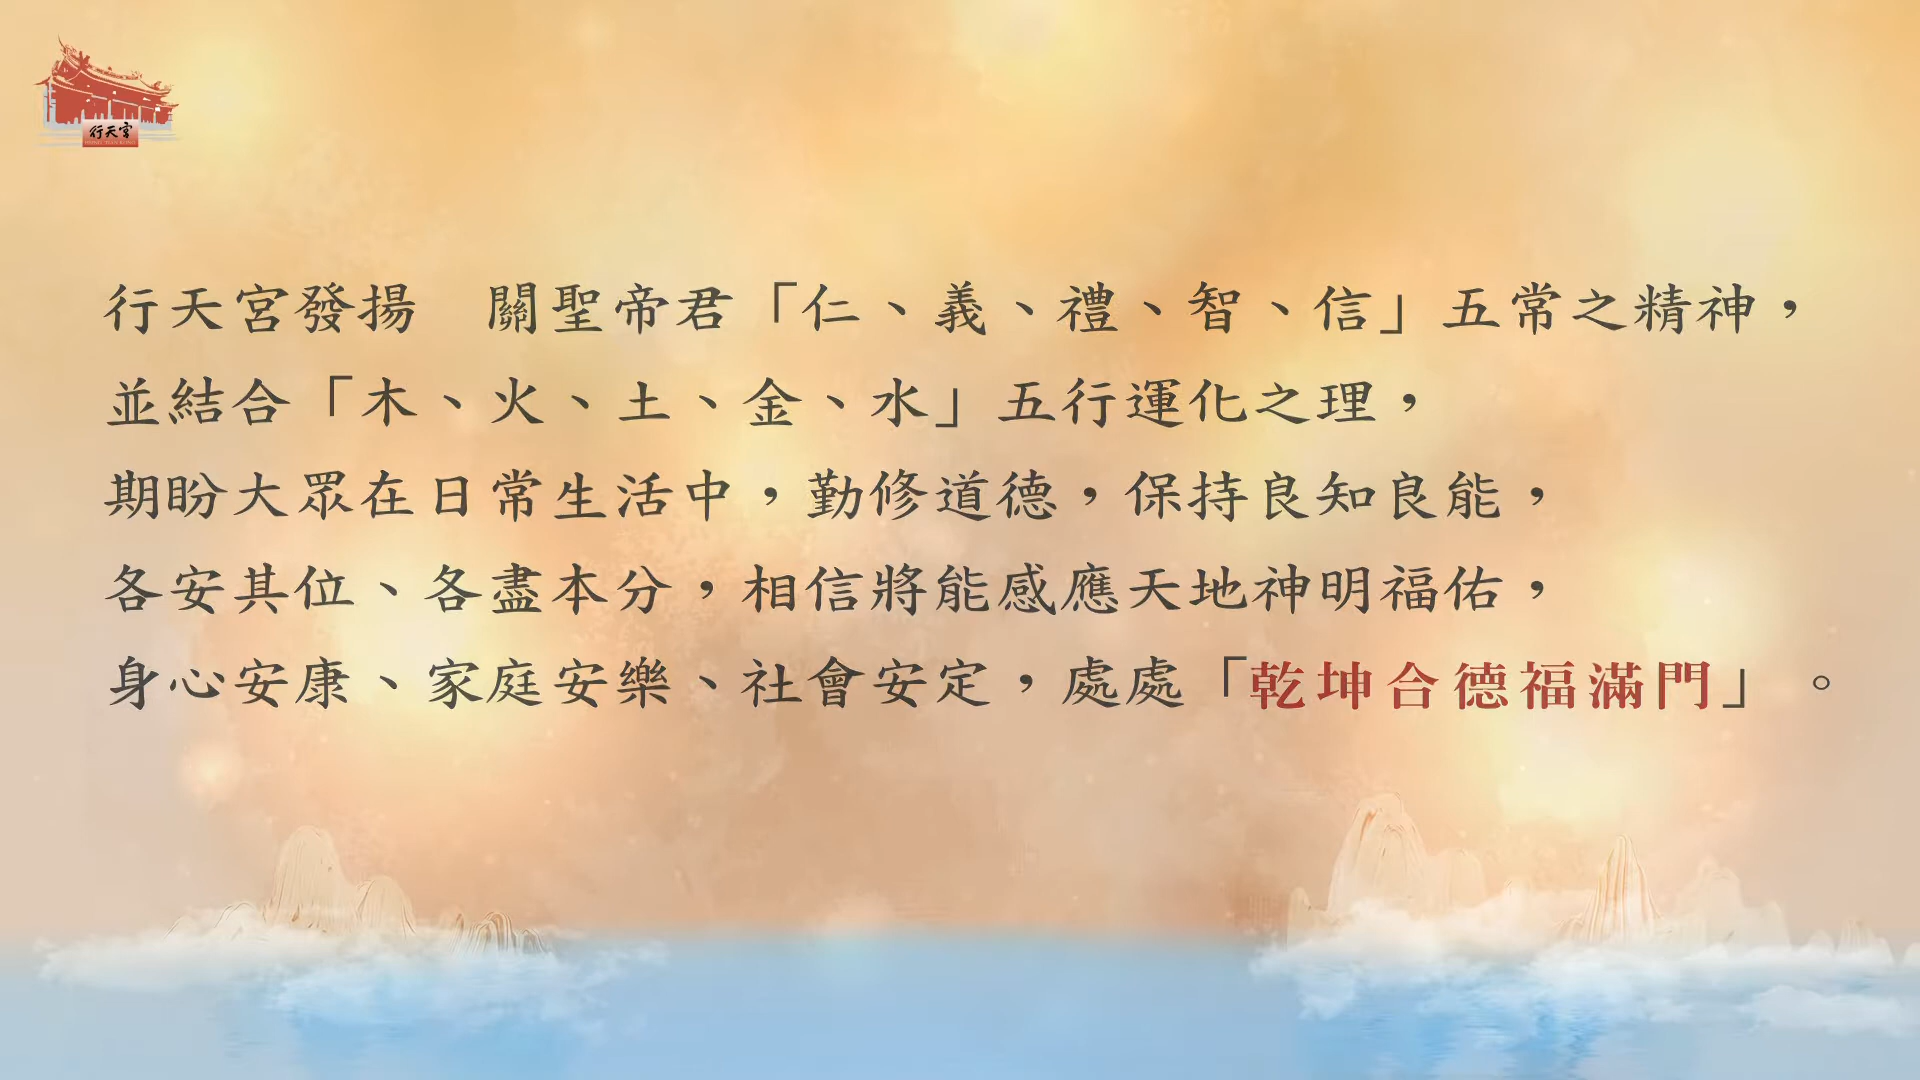 行天宮
HSING TIAN KONG
行天宮發揚　關聖帝君「仁、義、禮、智、信」五常之精神，
並結合「木、火、土、金、水」五行運化之理，
期盼大眾在日常生活中，勤修道德，保持良知良能，
各安其位、各盡本分，相信將能感應天地神明福佑，
身心安康、家庭安樂、社會安定，處處「乾坤合德福滿門」。